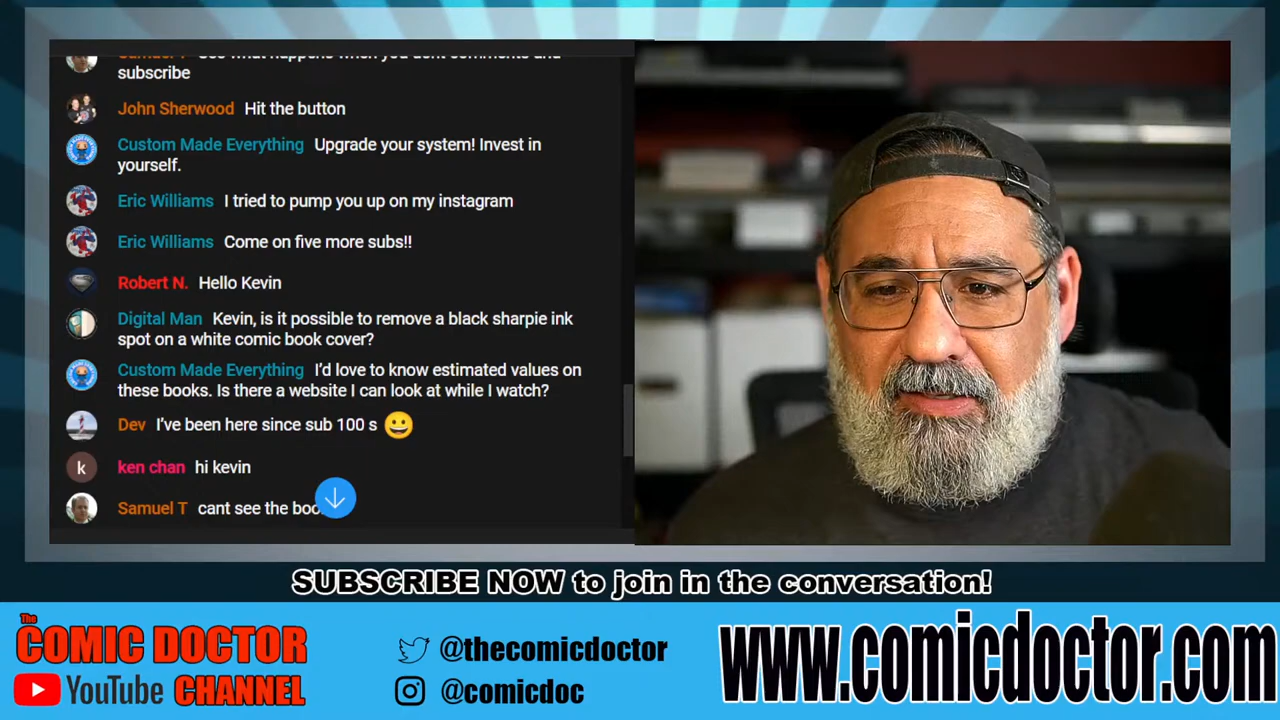 subscribe
John Sherwood Hit the button
Custom Made Everything Upgrade your system! Invest in
yourself.
Eric Williams I tried to pump you up on my instagram
Eric Williams Come on five more subs!!
Robert N. Hello Kevin
Digital Man Kevin, is it possible to remove a black sharpie ink
spot on a white comic book cover?
Custom Made Everything I'd love to know estimated values on
these books. Is there a website I can look at while I watch?
Dev I've been here since sub 100 s 😀
k ken chan hi kevin
Samuel T cant see the
SUBSCRIBE NOW to join in the conversation!
The
COMIC DOCTOR
YouTube CHANNEL
@thecomicdoctor
@comicdoc
www.comicdoctor.com